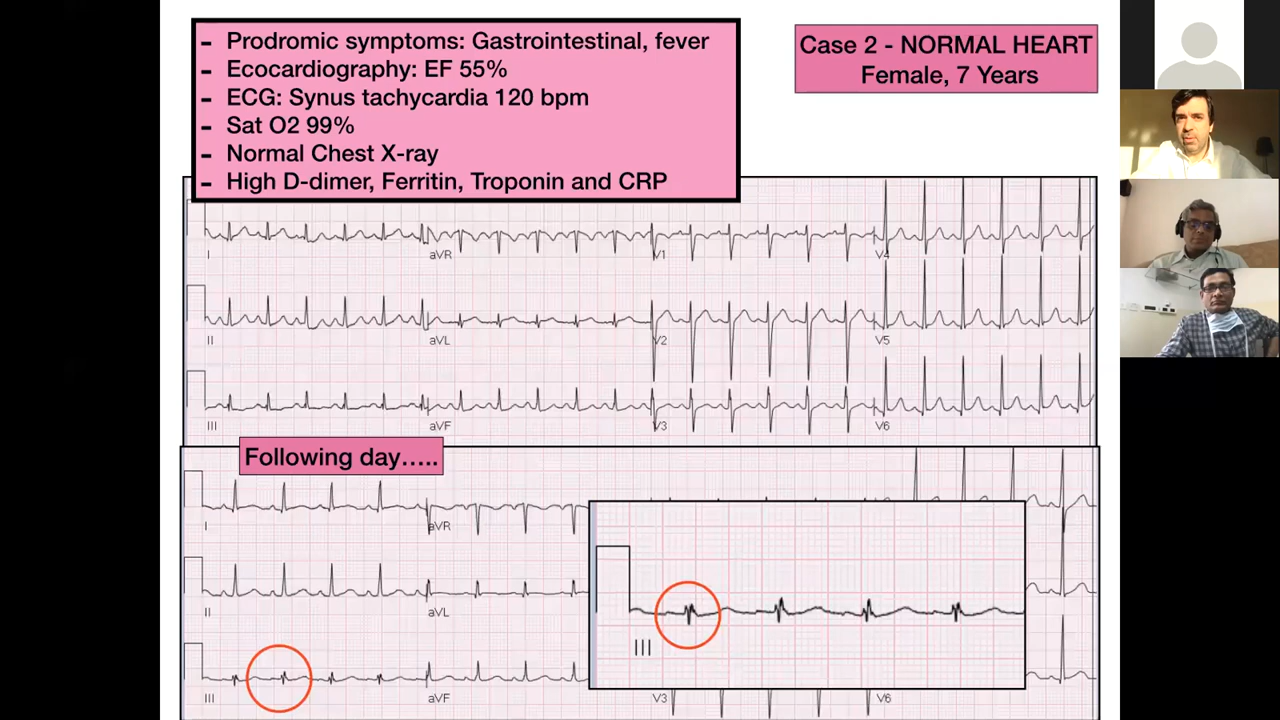 - Prodromic symptoms: Gastrointestinal, fever
- Ecocardiography: EF 55%
- ECG: Synus tachycardia 120 bpm
- Sat O2 99%
- Normal Chest X-ray
- High D-dimer, Ferritin, Troponin and CRP
Case 2 - NORMAL HEART
Female, 7 Years
I aVR V1 V4
II aVL V2 V5
III aVF V3 V6
Following day.....
I aVR
II aVL
III
III aVF V3 V6